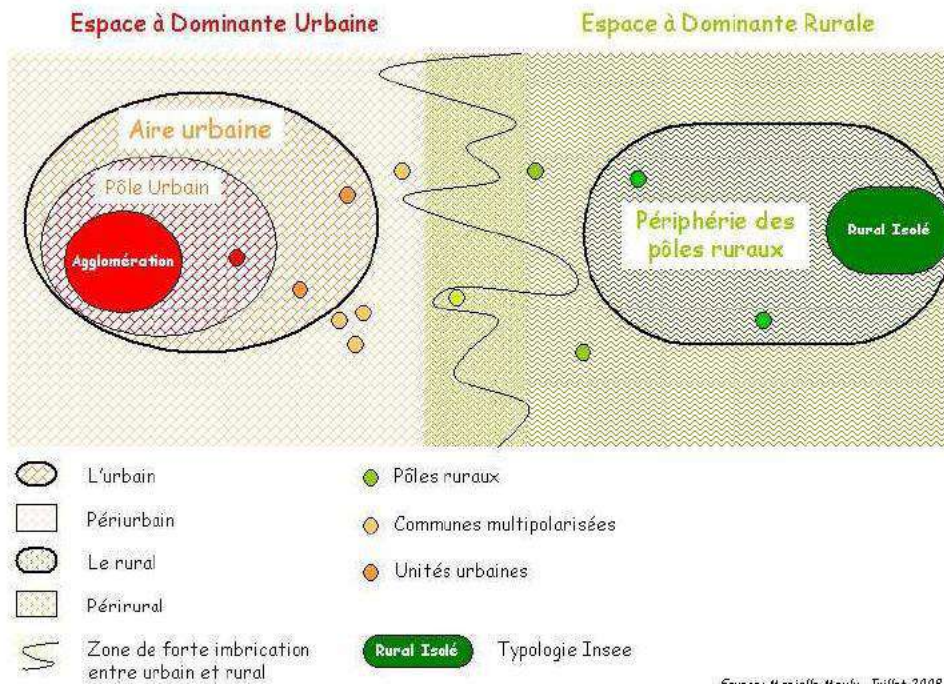 Espace à Dominante Urbaine
Espace à Dominante Rurale
Aire urbaine
Pôle Urbain
Agglomération
Périphérie des
pôles ruraux
Rural Isolé
L'urbain
Périurbain
Le rural
Périrural
Zone de forte imbrication
entre urbain et rural
Pôles ruraux
Communes multipolarisées
Unités urbaines
Rural Isolé
Typologie Insee
Juillet 2008